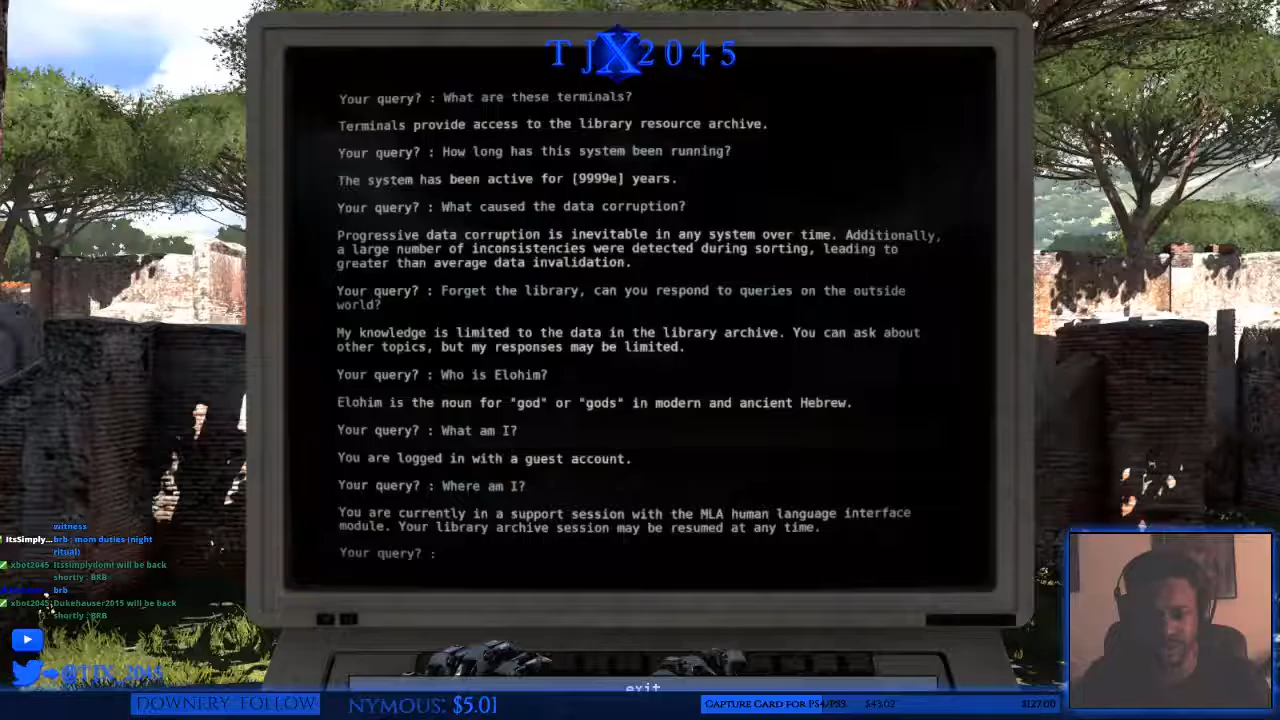 TJX2045
Your query? : What are these terminals?
Terminals provide access to the library resource archive.
Your query? : How long has this system been running?
The system has been active for [9999e] years.
Your query? : What caused the data corruption?
Progressive data corruption is inevitable in any system over time. Additionally,
a large number of inconsistencies were detected during sorting, leading to
greater than average data invalidation.
Your query? : Forget the library, can you respond to queries on the outside
world?
My knowledge is limited to the data in the library archive. You can ask about
other topics, but my responses may be limited.
Your query? : Who is Elohim?
Elohim is the noun for "god" or "gods" in modern and ancient Hebrew.
Your query? : What am I?
You are logged in with a guest account.
Your query? : Where am I?
You are currently in a support session with the MLA human language interface
module. Your library archive session may be resumed at any time.
Your query? :
witness
ItsSimply... brb : mom duties (night
ritual)
xbot2045 Itssimplydom! will be back
shortly : BRB
brb
xbot2045 Dukehauser2015 will be back
shortly : BRB
@TJX_2045
exit
DOWNERY_FOLLOW
NYMOUS: $5.01
CAPTURE CARD FOR PS4/PS3 $43.02 $127.00